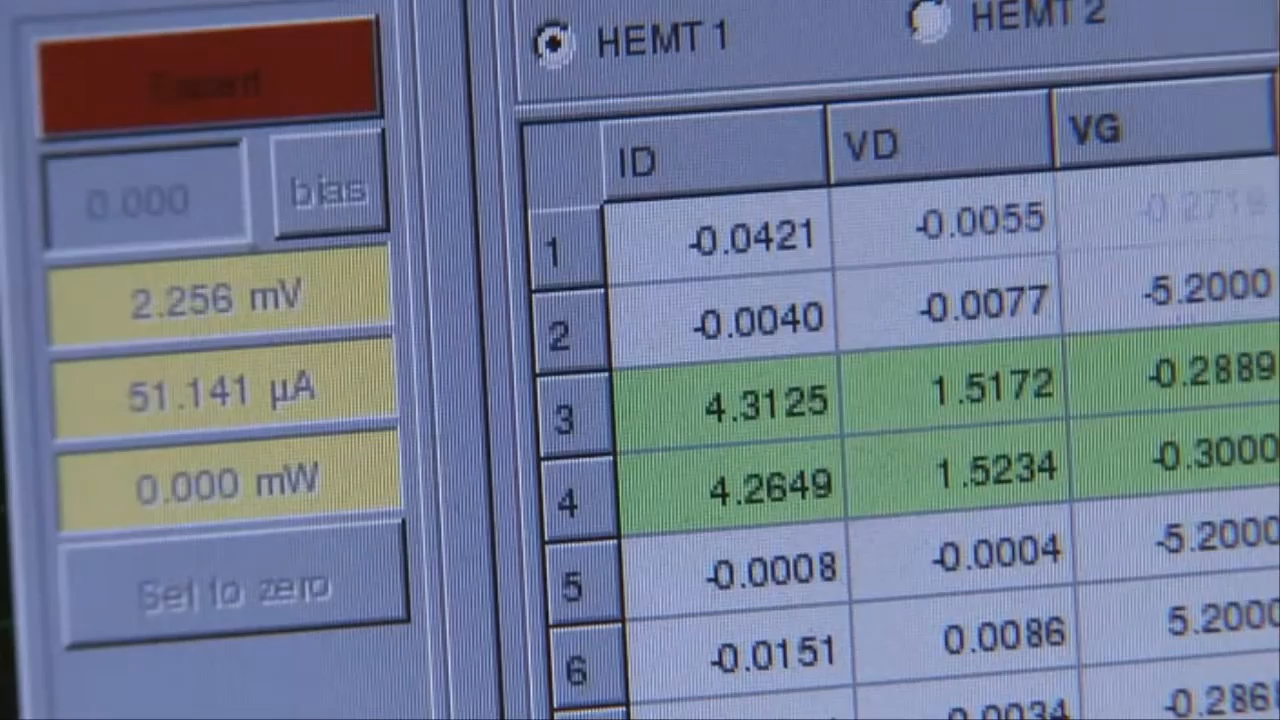 HEMT 1 HEMT 2
0.000 bias
2.256 mV
51.141 µA
0.000 mW
Set to zero
ID VD VG
1 -0.0421 -0.0055
2 -0.0040 -0.0077 -5.2000
3 4.3125 1.5172 -0.2889
4 4.2649 1.5234 -0.3000
5 -0.0008 -0.0004 -5.2000
6 -0.0151 0.0086 5.2000